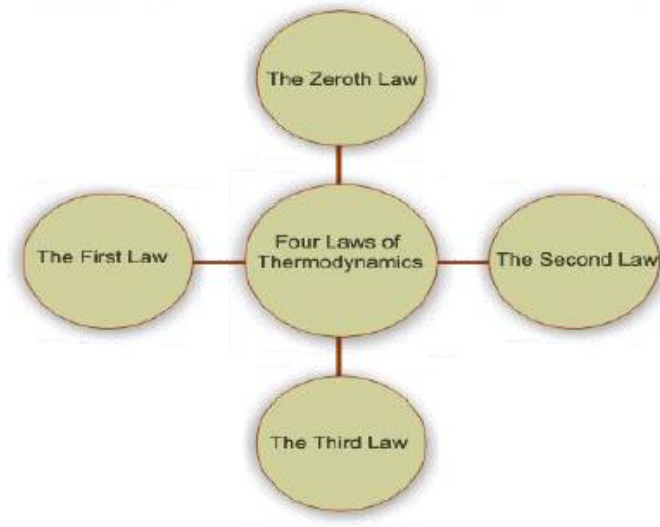 The Zeroth Law
The First Law
Four Laws of
Thermodynamics
The Second Law
The Third Law